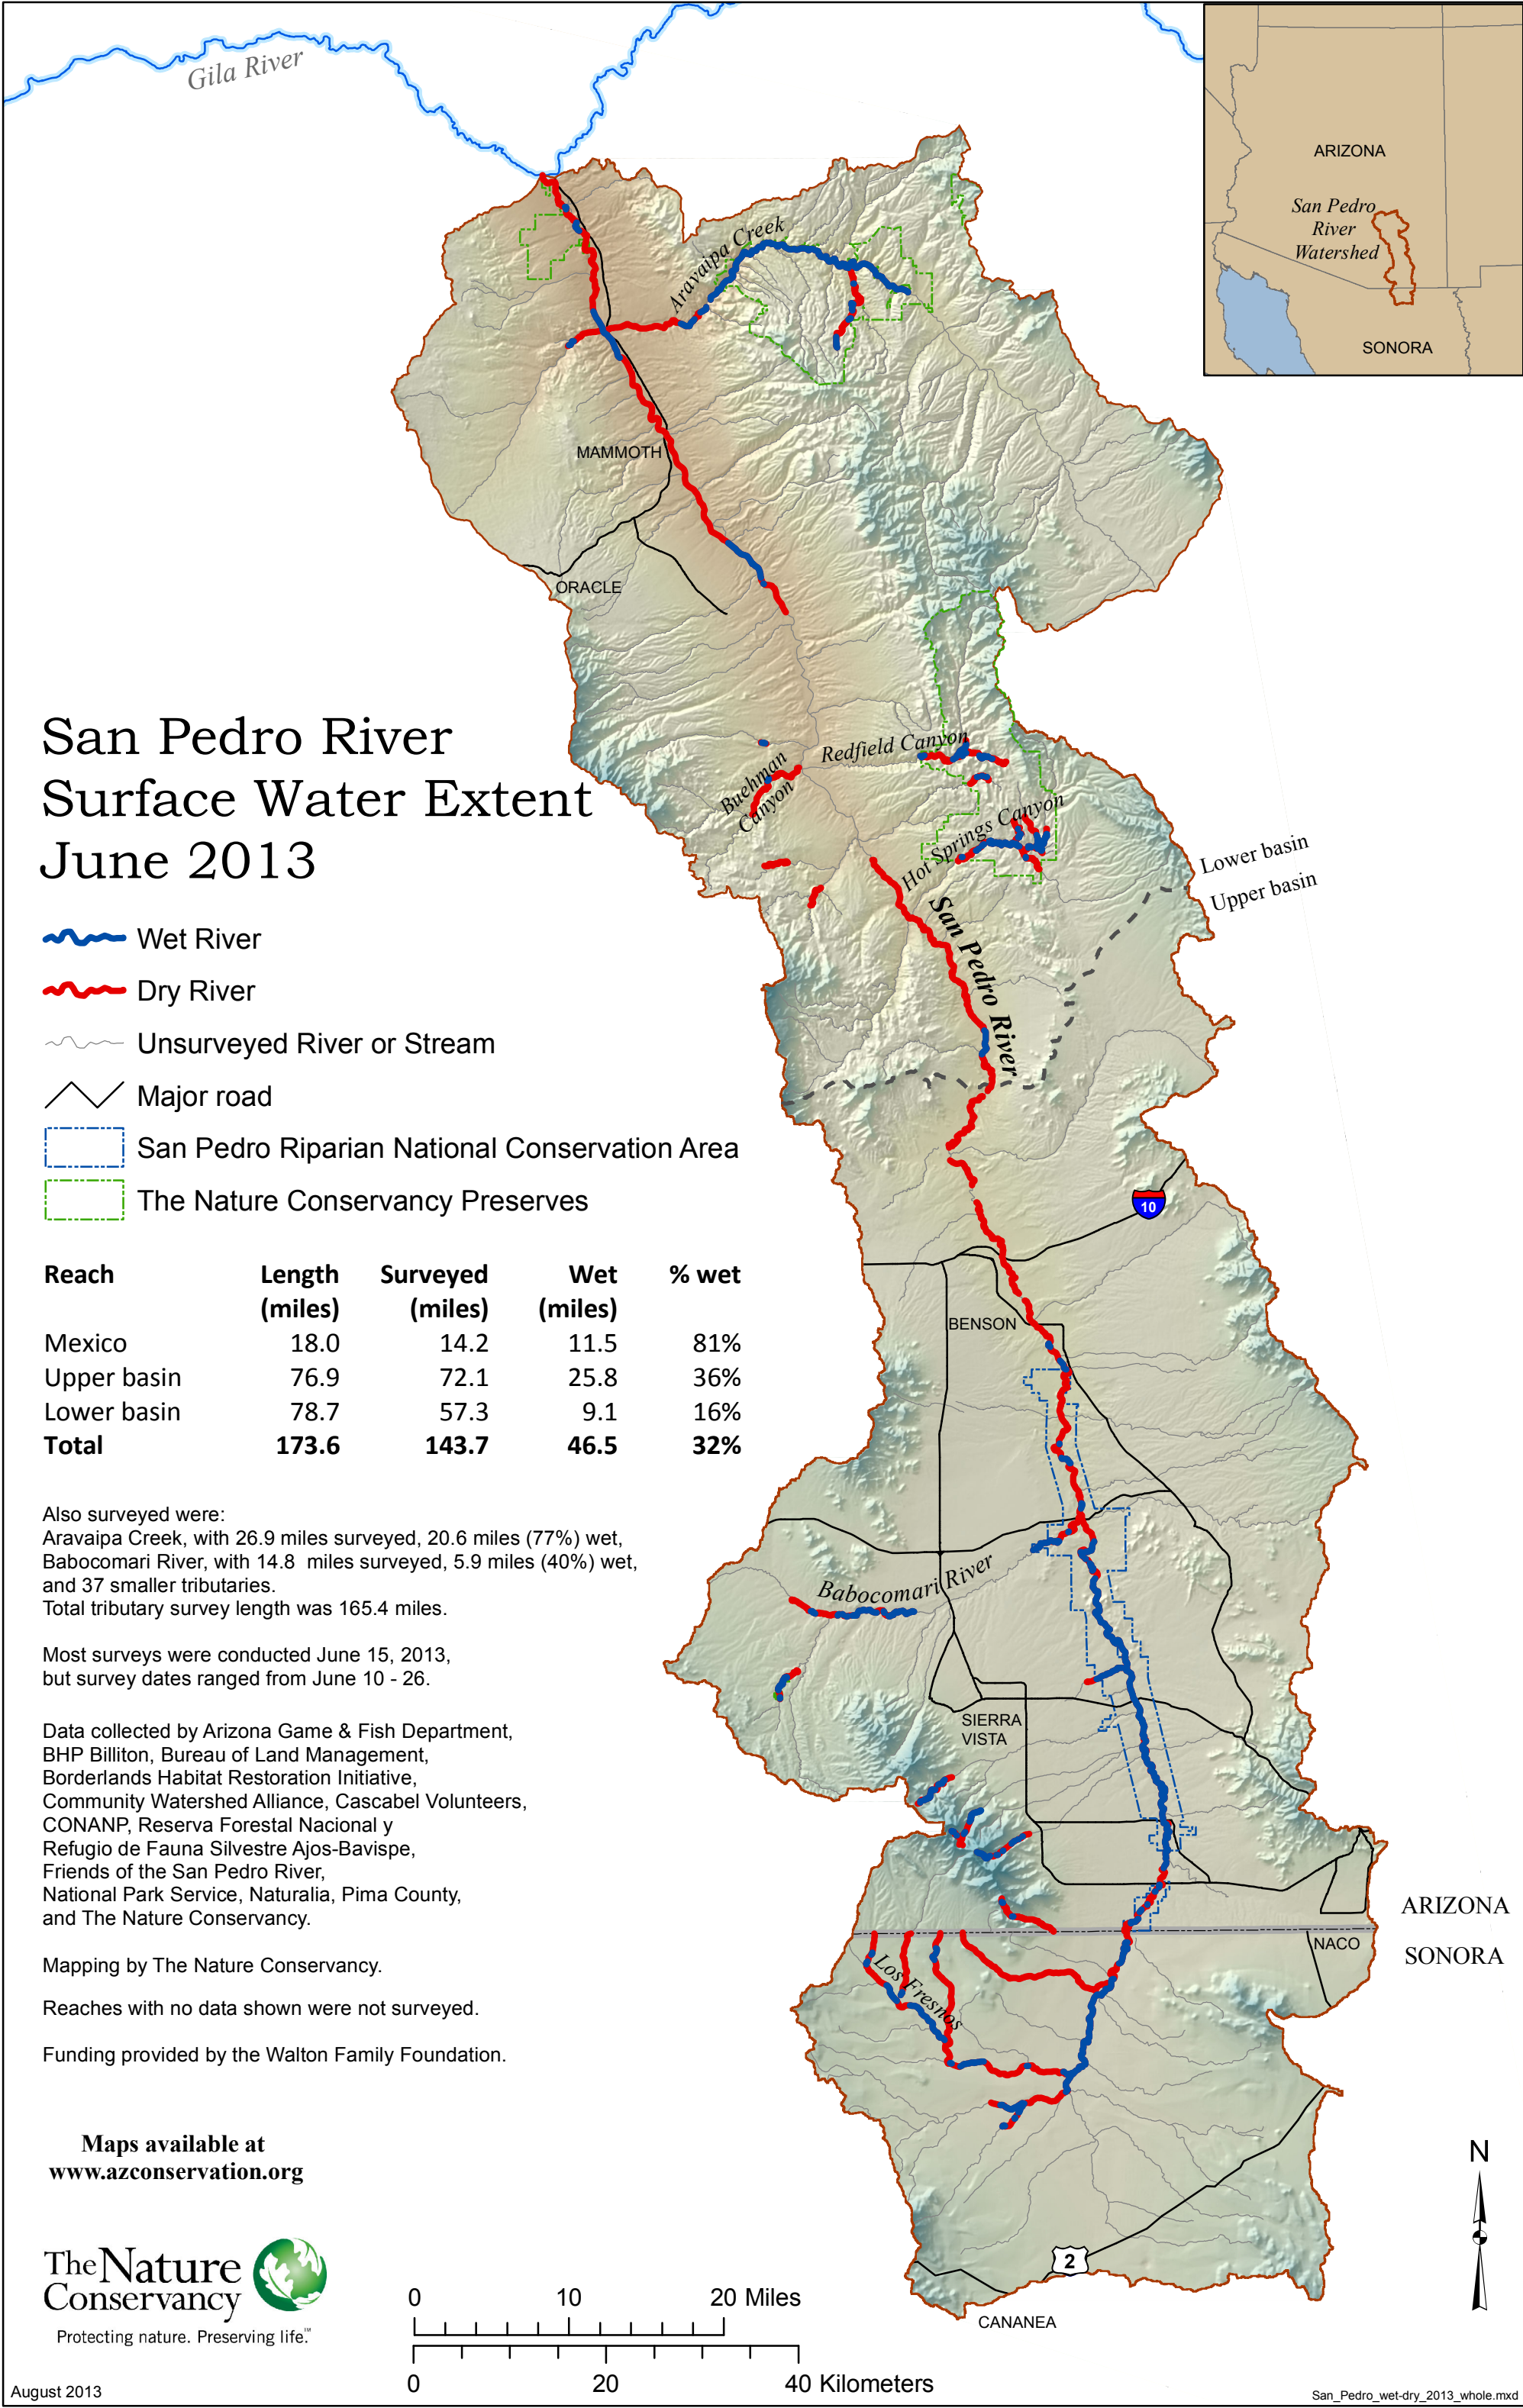 Gila River
ARIZONA
San Pedro
River
Watershed
SONORA
Aravaipa Creek
MAMMOTH
ORACLE
San Pedro River
Surface Water Extent
June 2013
Redfield Canyon
Buehman
Canyon
Hot Springs Canyon
Lower basin
Upper basin
San Pedro River
Wet River
Dry River
Unsurveyed River or Stream
Major road
San Pedro Riparian National Conservation Area
The Nature Conservancy Preserves
10
BENSON
Reach Length Surveyed Wet % wet
(miles) (miles) (miles)
Mexico 18.0 14.2 11.5 81%
Upper basin 76.9 72.1 25.8 36%
Lower basin 78.7 57.3 9.1 16%
Total 173.6 143.7 46.5 32%
Also surveyed were:
Aravaipa Creek, with 26.9 miles surveyed, 20.6 miles (77%) wet,
Babocomari River, with 14.8 miles surveyed, 5.9 miles (40%) wet,
and 37 smaller tributaries.
Total tributary survey length was 165.4 miles.
Babocomari River
Most surveys were conducted June 15, 2013,
but survey dates ranged from June 10 - 26.
SIERRA
VISTA
Data collected by Arizona Game & Fish Department,
BHP Billiton, Bureau of Land Management,
Borderlands Habitat Restoration Initiative,
Community Watershed Alliance, Cascabel Volunteers,
CONANP, Reserva Forestal Nacional y
Refugio de Fauna Silvestre Ajos-Bavispe,
Friends of the San Pedro River,
National Park Service, Naturalia, Pima County,
and The Nature Conservancy.
ARIZONA
NACO
SONORA
Los Fresnos
Mapping by The Nature Conservancy.
Reaches with no data shown were not surveyed.
Funding provided by the Walton Family Foundation.
Maps available at
www.azconservation.org
N
2
CANANEA
The Nature
Conservancy
Protecting nature. Preserving life.™
0 10 20 Miles
0 20 40 Kilometers
August 2013
San_Pedro_wet-dry_2013_whole.mxd